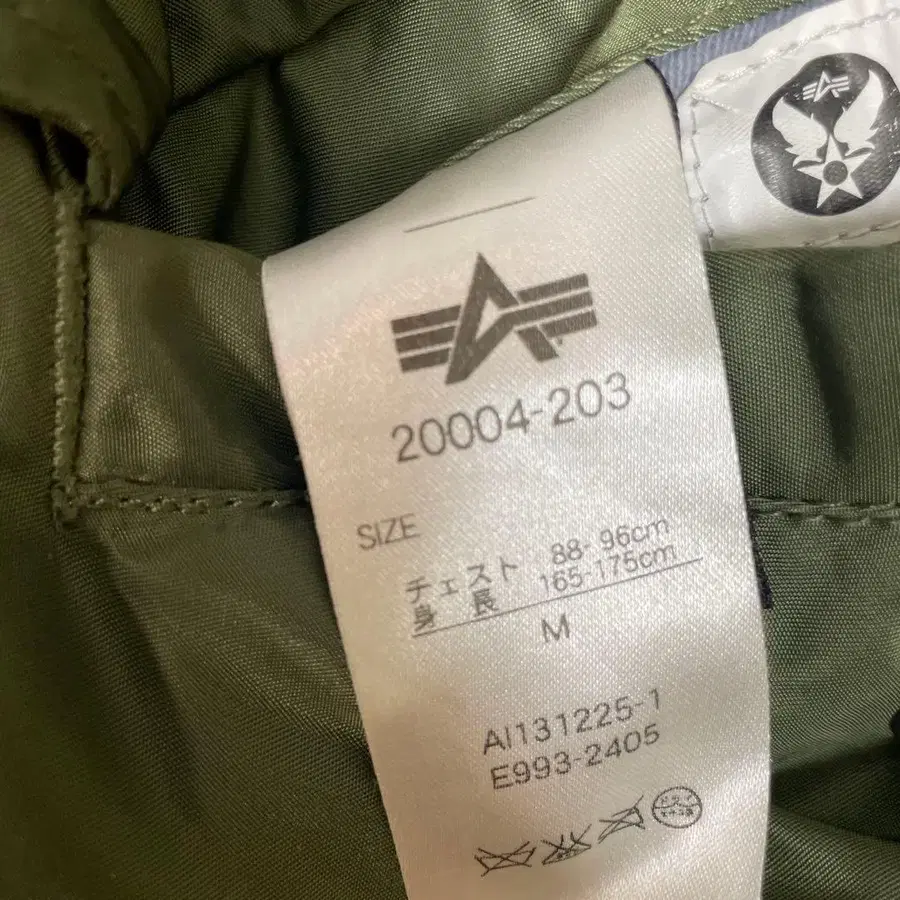 20004-203
SIZE
チェスト 88- 96cm
身 長 165-175cm
M
AI131225-1
E993-2405